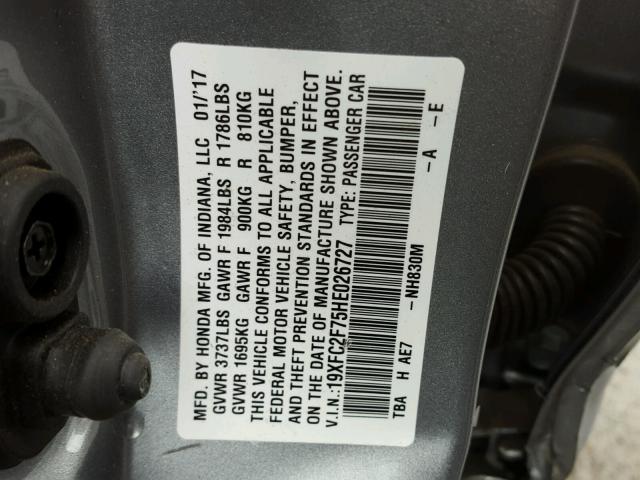 MFD. BY HONDA MFG. OF INDIANA, LLC 01/'17
GVWR 3737LBS GAWR F 1984LBS R 1786LBS
GVWR 1695KG GAWR F 900KG R 810KG
THIS VEHICLE CONFORMS TO ALL APPLICABLE
FEDERAL MOTOR VEHICLE SAFETY, BUMPER,
AND THEFT PREVENTION STANDARDS IN EFFECT
ON THE DATE OF MANUFACTURE SHOWN ABOVE.
V.I.N.:19XFC2F75HE026727 TYPE: PASSENGER CAR
TBA H AE7 -NH830M -A -E